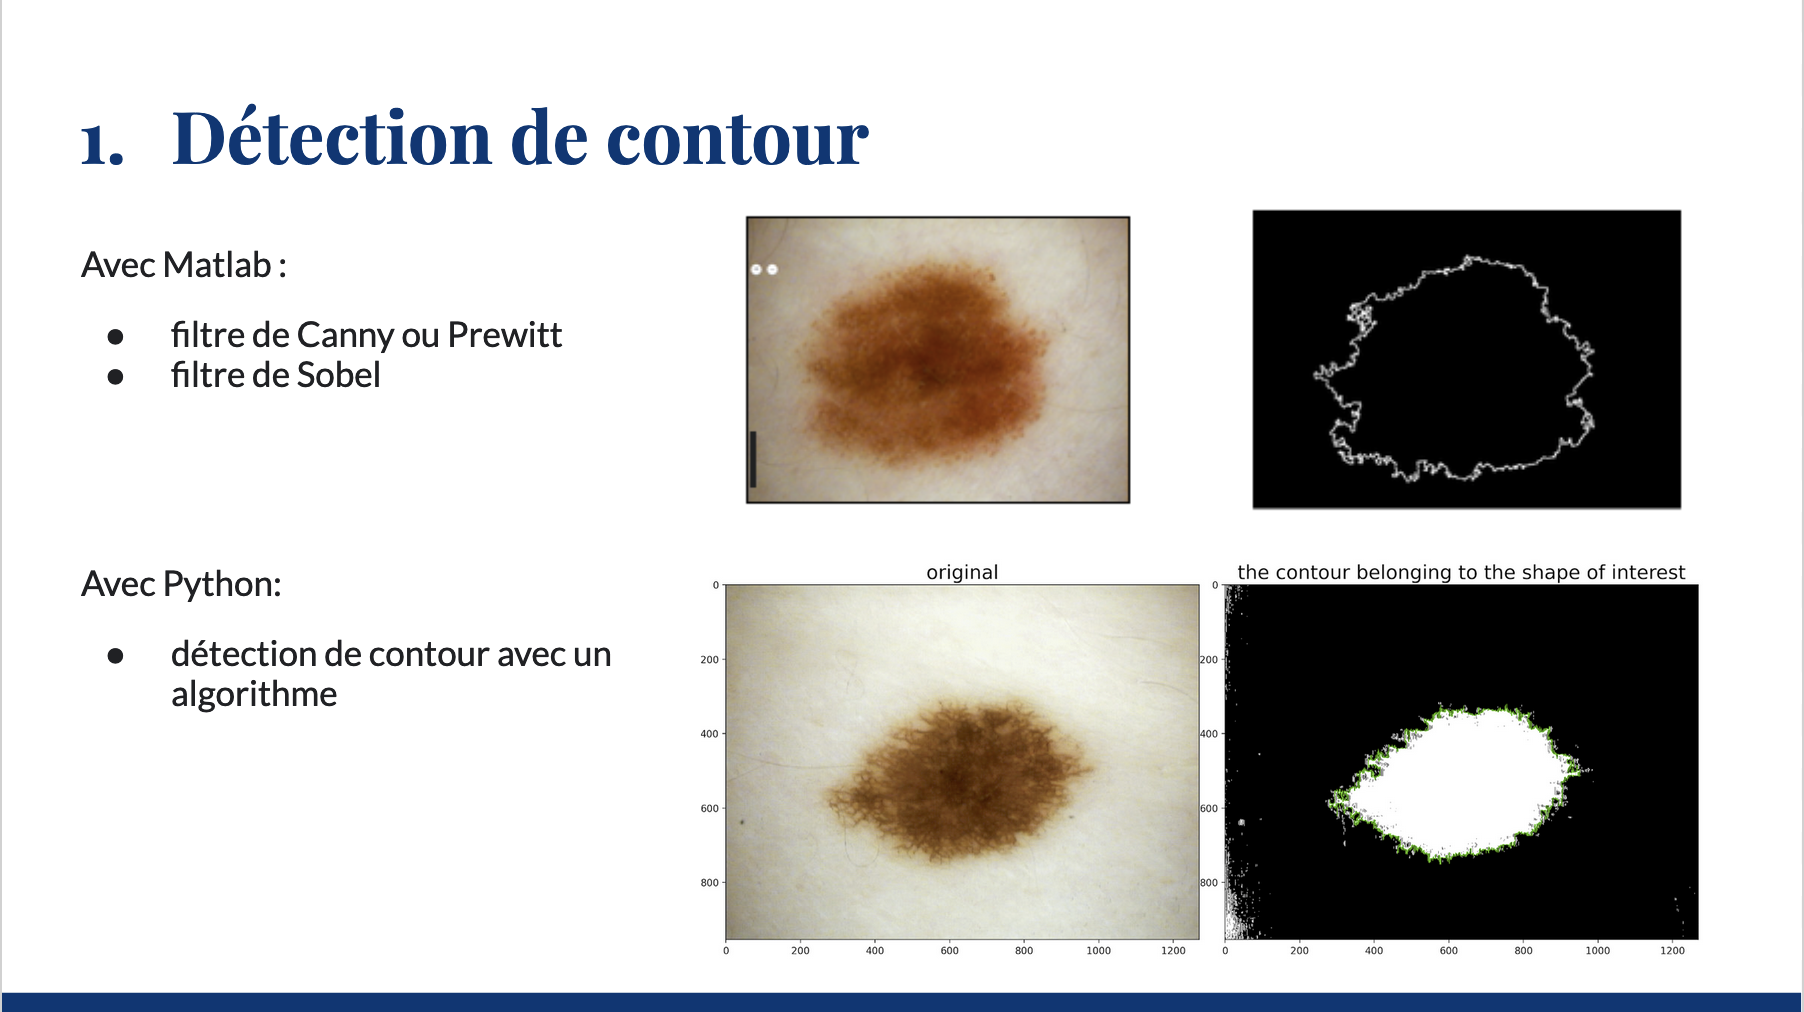 1. Détection de contour
Avec Matlab :
● filtre de Canny ou Prewitt
● filtre de Sobel
Avec Python:
● détection de contour avec un
algorithme
original
0
200
400
600
800
0 200 400 600 800 1000 1200
the contour belonging to the shape of interest
0
200
400
600
800
0 200 400 600 800 1000 1200